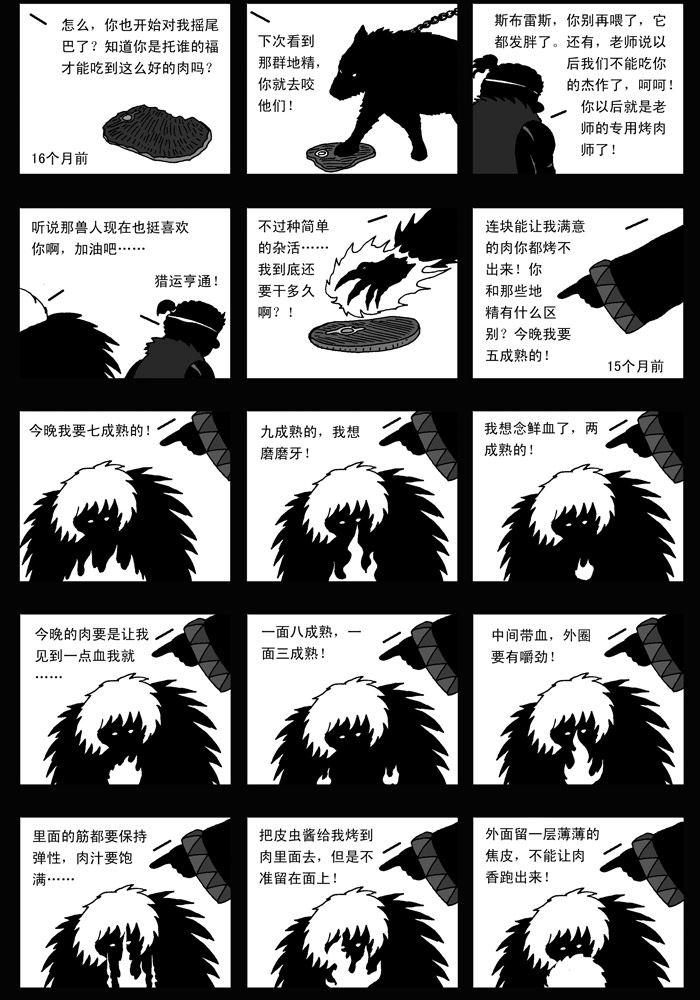 怎么，你也开始对我摇尾
巴了？知道你是托谁的福
才能吃到这么好的肉吗？
16个月前
下次看到
那群地精，
你就去咬
他们！
斯布雷斯，你别再喂了，它
都发胖了。还有，老师说以
后我们不能吃你
的杰作了，呵呵！
你以后就是老
师的专用烤肉
师了！
听说那兽人现在也挺喜欢
你啊，加油吧……
猎运亨通！
不过种简单
的杂活……
我到底还
要干多久
啊？！
连块能让我满意
的肉你都烤不
出来！你
和那些地
精有什么区
别？今晚我要
五成熟的！
15个月前
今晚我要七成熟的！
九成熟的，我想
磨磨牙！
我想念鲜血了，两
成熟的！
今晚的肉要是让我
见到一点血我就
……
一面八成熟，一
面三成熟！
中间带血，外圈
要有嚼劲！
里面的筋都要保持
弹性，肉汁要饱
满……
把皮虫酱给我烤到
肉里面去，但是不
准留在面上！
外面留一层薄薄的
焦皮，不能让肉
香跑出来！